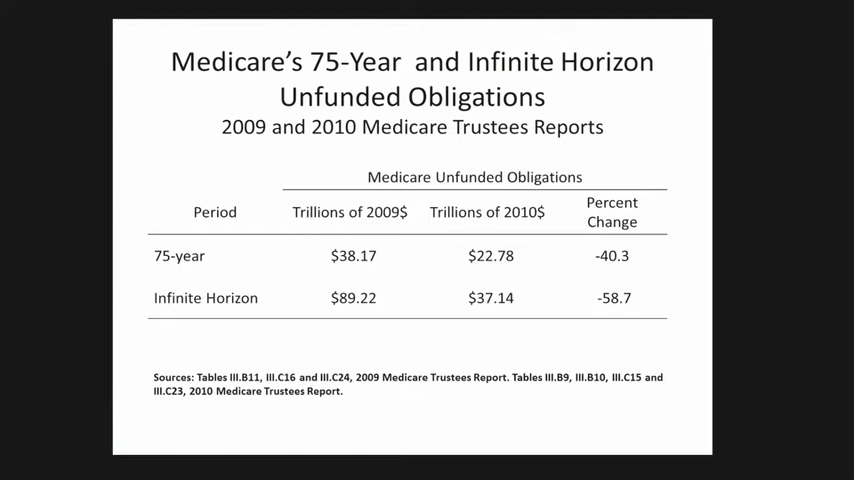 Medicare's 75-Year and Infinite Horizon
Unfunded Obligations
2009 and 2010 Medicare Trustees Reports
Medicare Unfunded Obligations
Period Trillions of 2009$ Trillions of 2010$ Percent Change
75-year $38.17 $22.78 -40.3
Infinite Horizon $89.22 $37.14 -58.7
Sources: Tables III.B11, III.C16 and III.C24, 2009 Medicare Trustees Report. Tables III.B9, III.B10, III.C15 and
III.C23, 2010 Medicare Trustees Report.